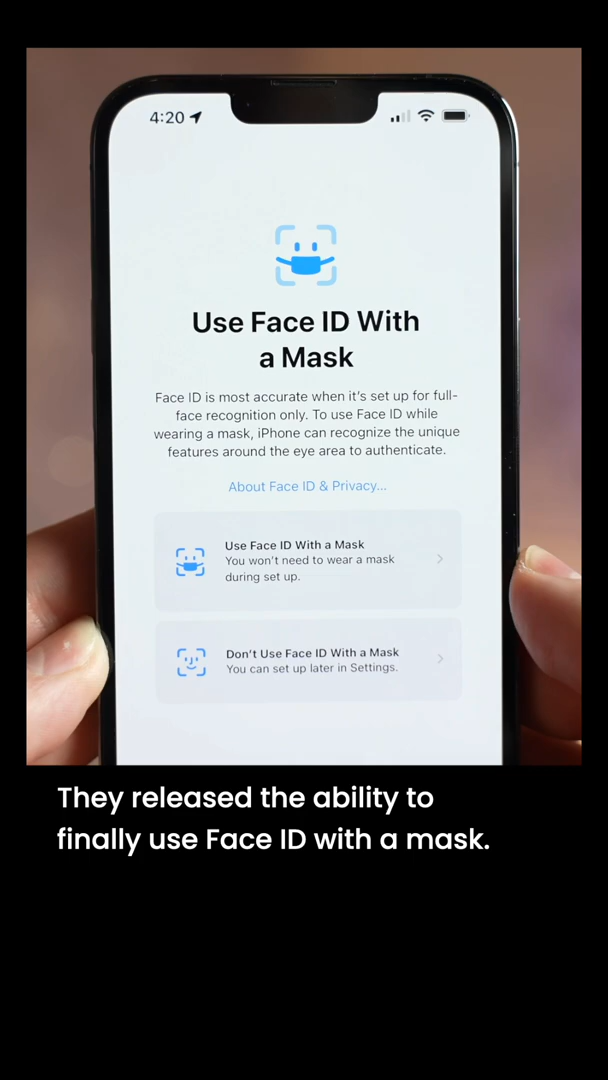 4:20
Use Face ID With
a Mask
Face ID is most accurate when it's set up for full-
face recognition only. To use Face ID while
wearing a mask, iPhone can recognize the unique
features around the eye area to authenticate.
About Face ID & Privacy...
Use Face ID With a Mask
You won't need to wear a mask
during set up.
Don't Use Face ID With a Mask
You can set up later in Settings.
They released the ability to
finally use Face ID with a mask.